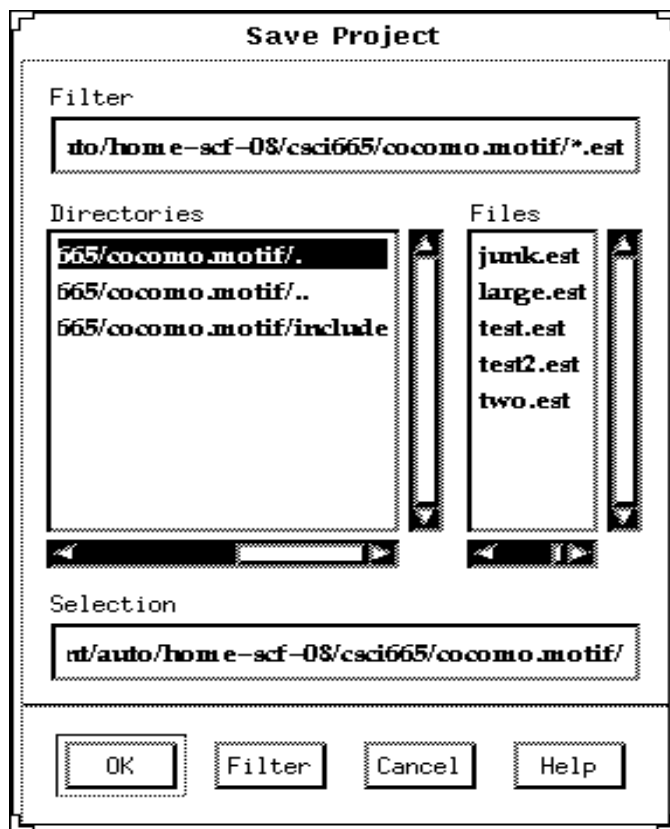 Save Project
Filter
uto/home-scf-08/csci665/cocomo.motif/*.est
Directories
Files
665/cocomo.motif/.
665/cocomo.motif/..
665/cocomo.motif/include
junk.est
large.est
test.est
test2.est
two.est
Selection
nt/auto/home-scf-08/csci665/cocomo.motif/
OK
Filter
Cancel
Help